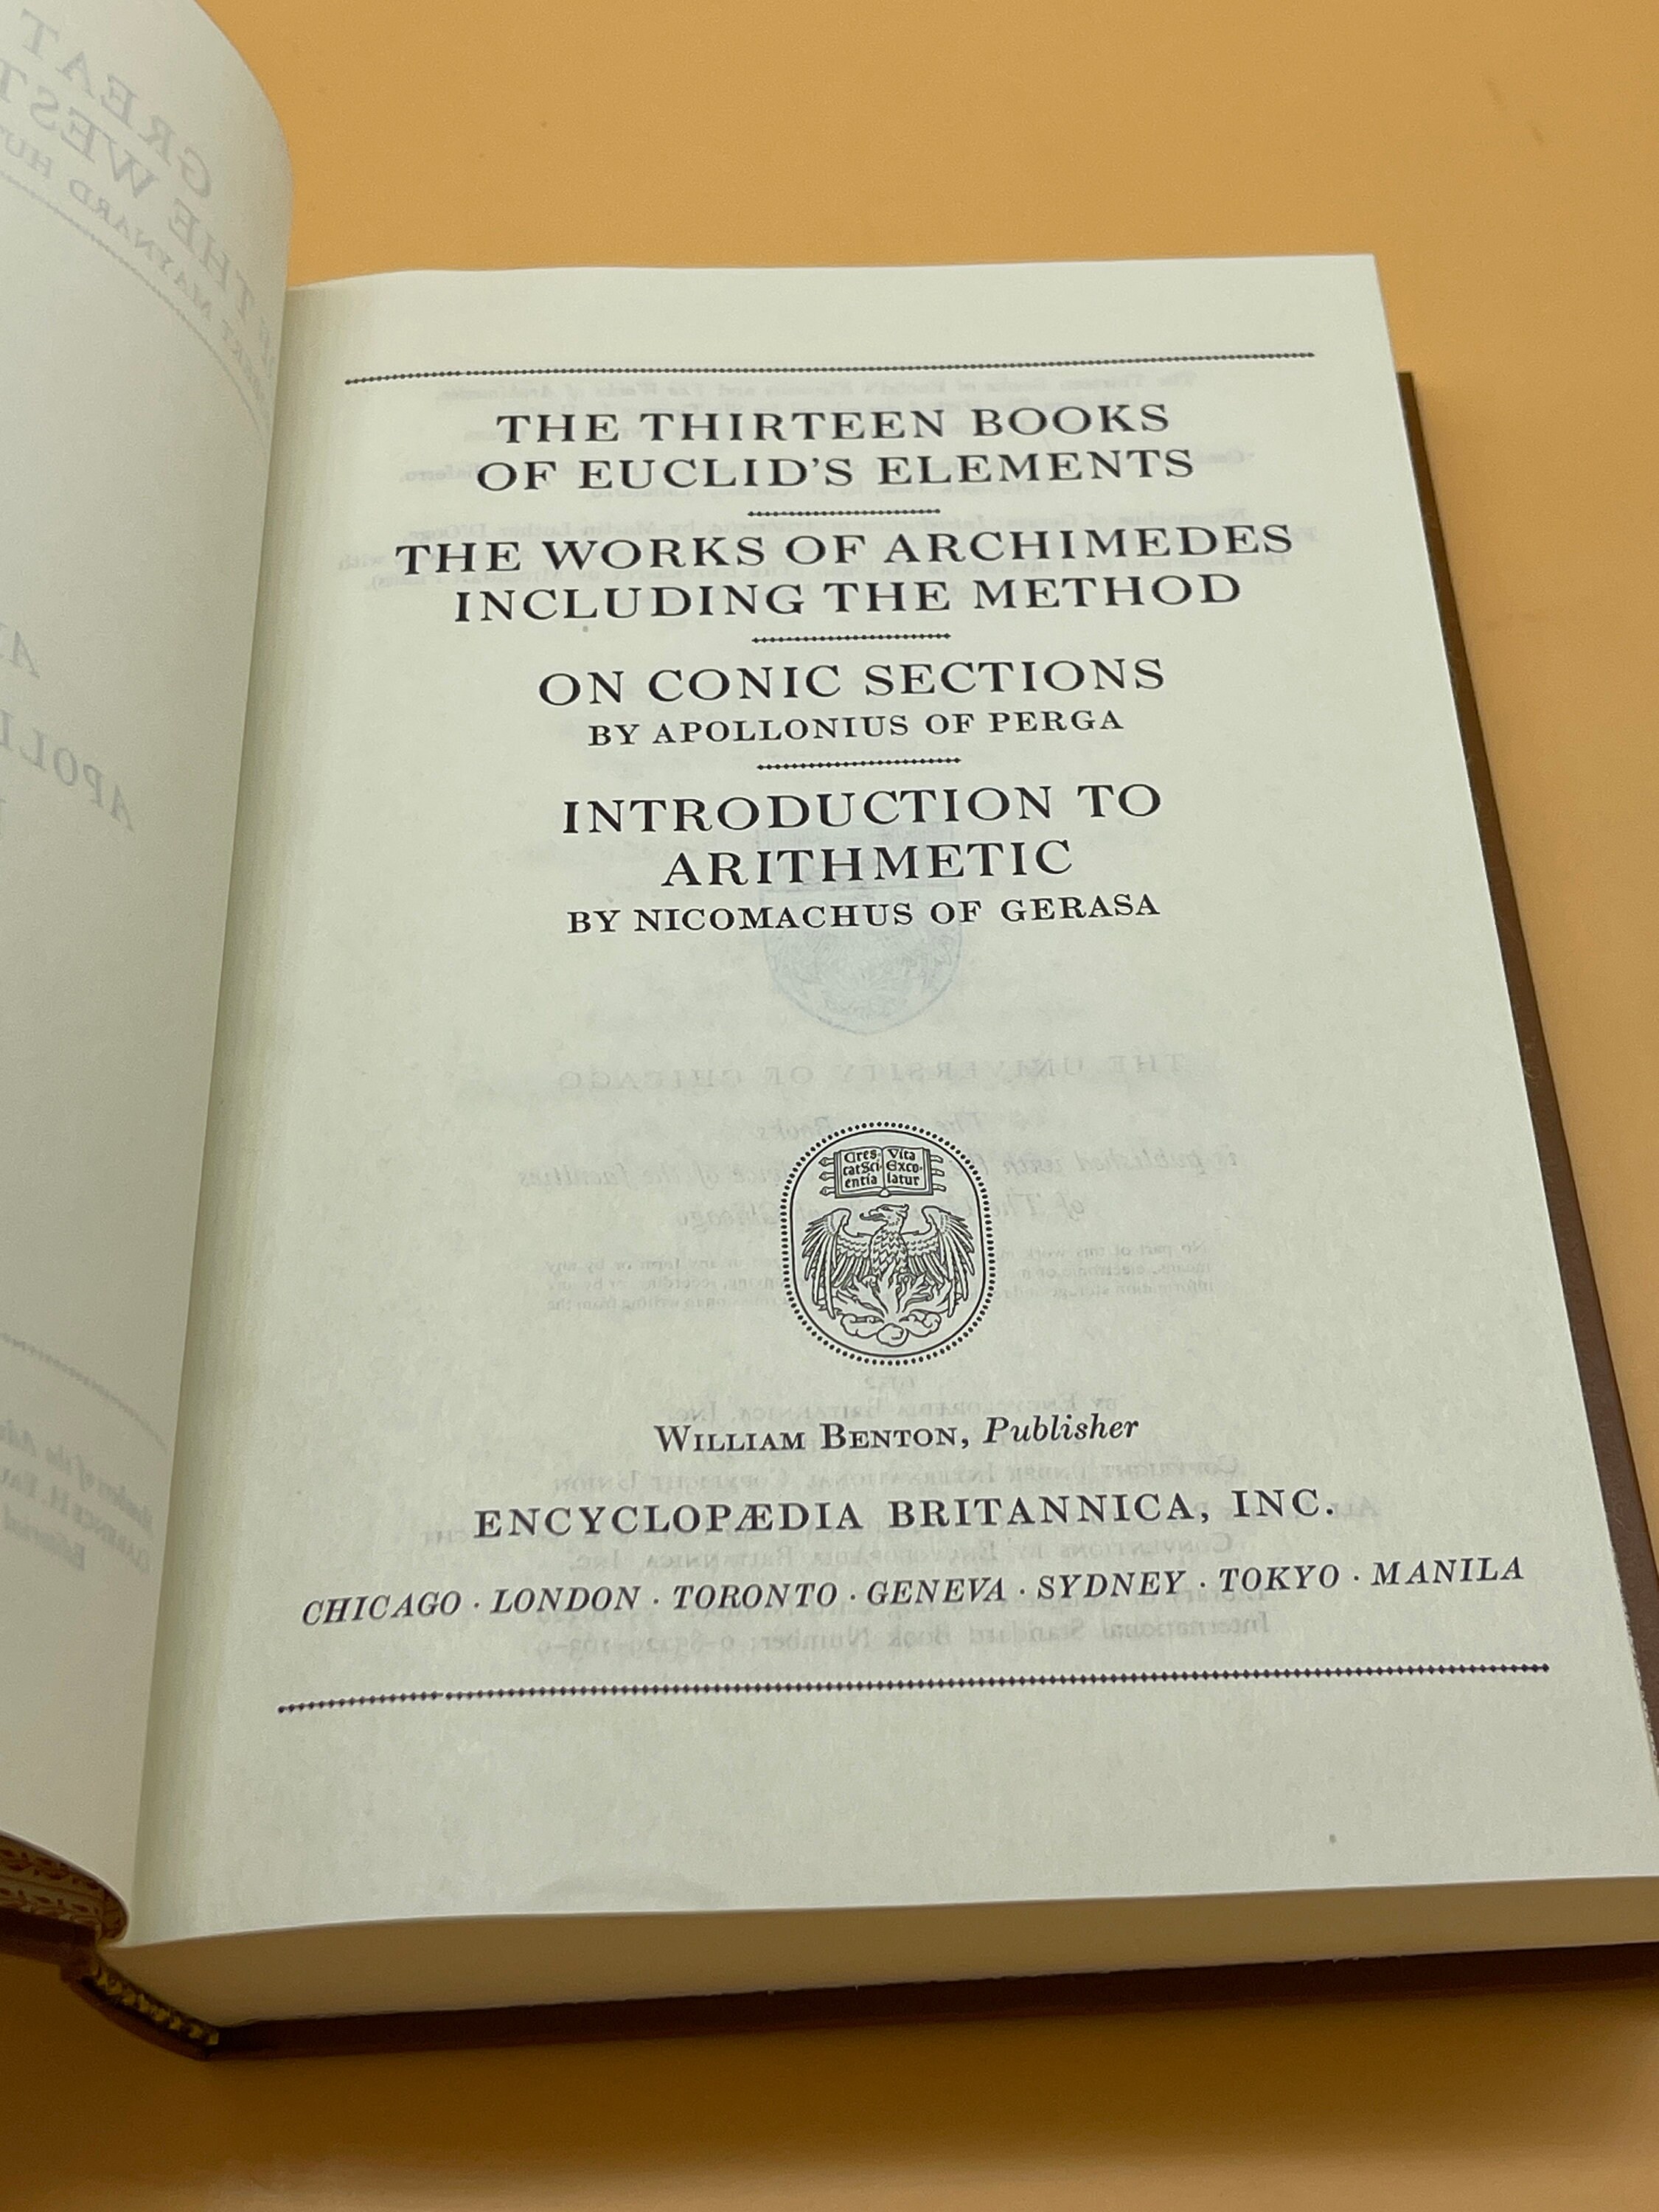 THE THIRTEEN BOOKS
OF EUCLID'S ELEMENTS
THE WORKS OF ARCHIMEDES
INCLUDING THE METHOD
ON CONIC SECTIONS
BY APOLLONIUS OF PERGA
INTRODUCTION TO
ARITHMETIC
BY NICOMACHUS OF GERASA
Cres Vita
cat Sci Exco
entia latur
WILLIAM BENTON, Publisher
ENCYCLOPÆDIA BRITANNICA, INC.
CHICAGO · LONDON · TORONTO · GENEVA · SYDNEY · TOKYO · MANILA